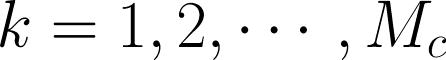 k = 1, 2, · · · , M_c